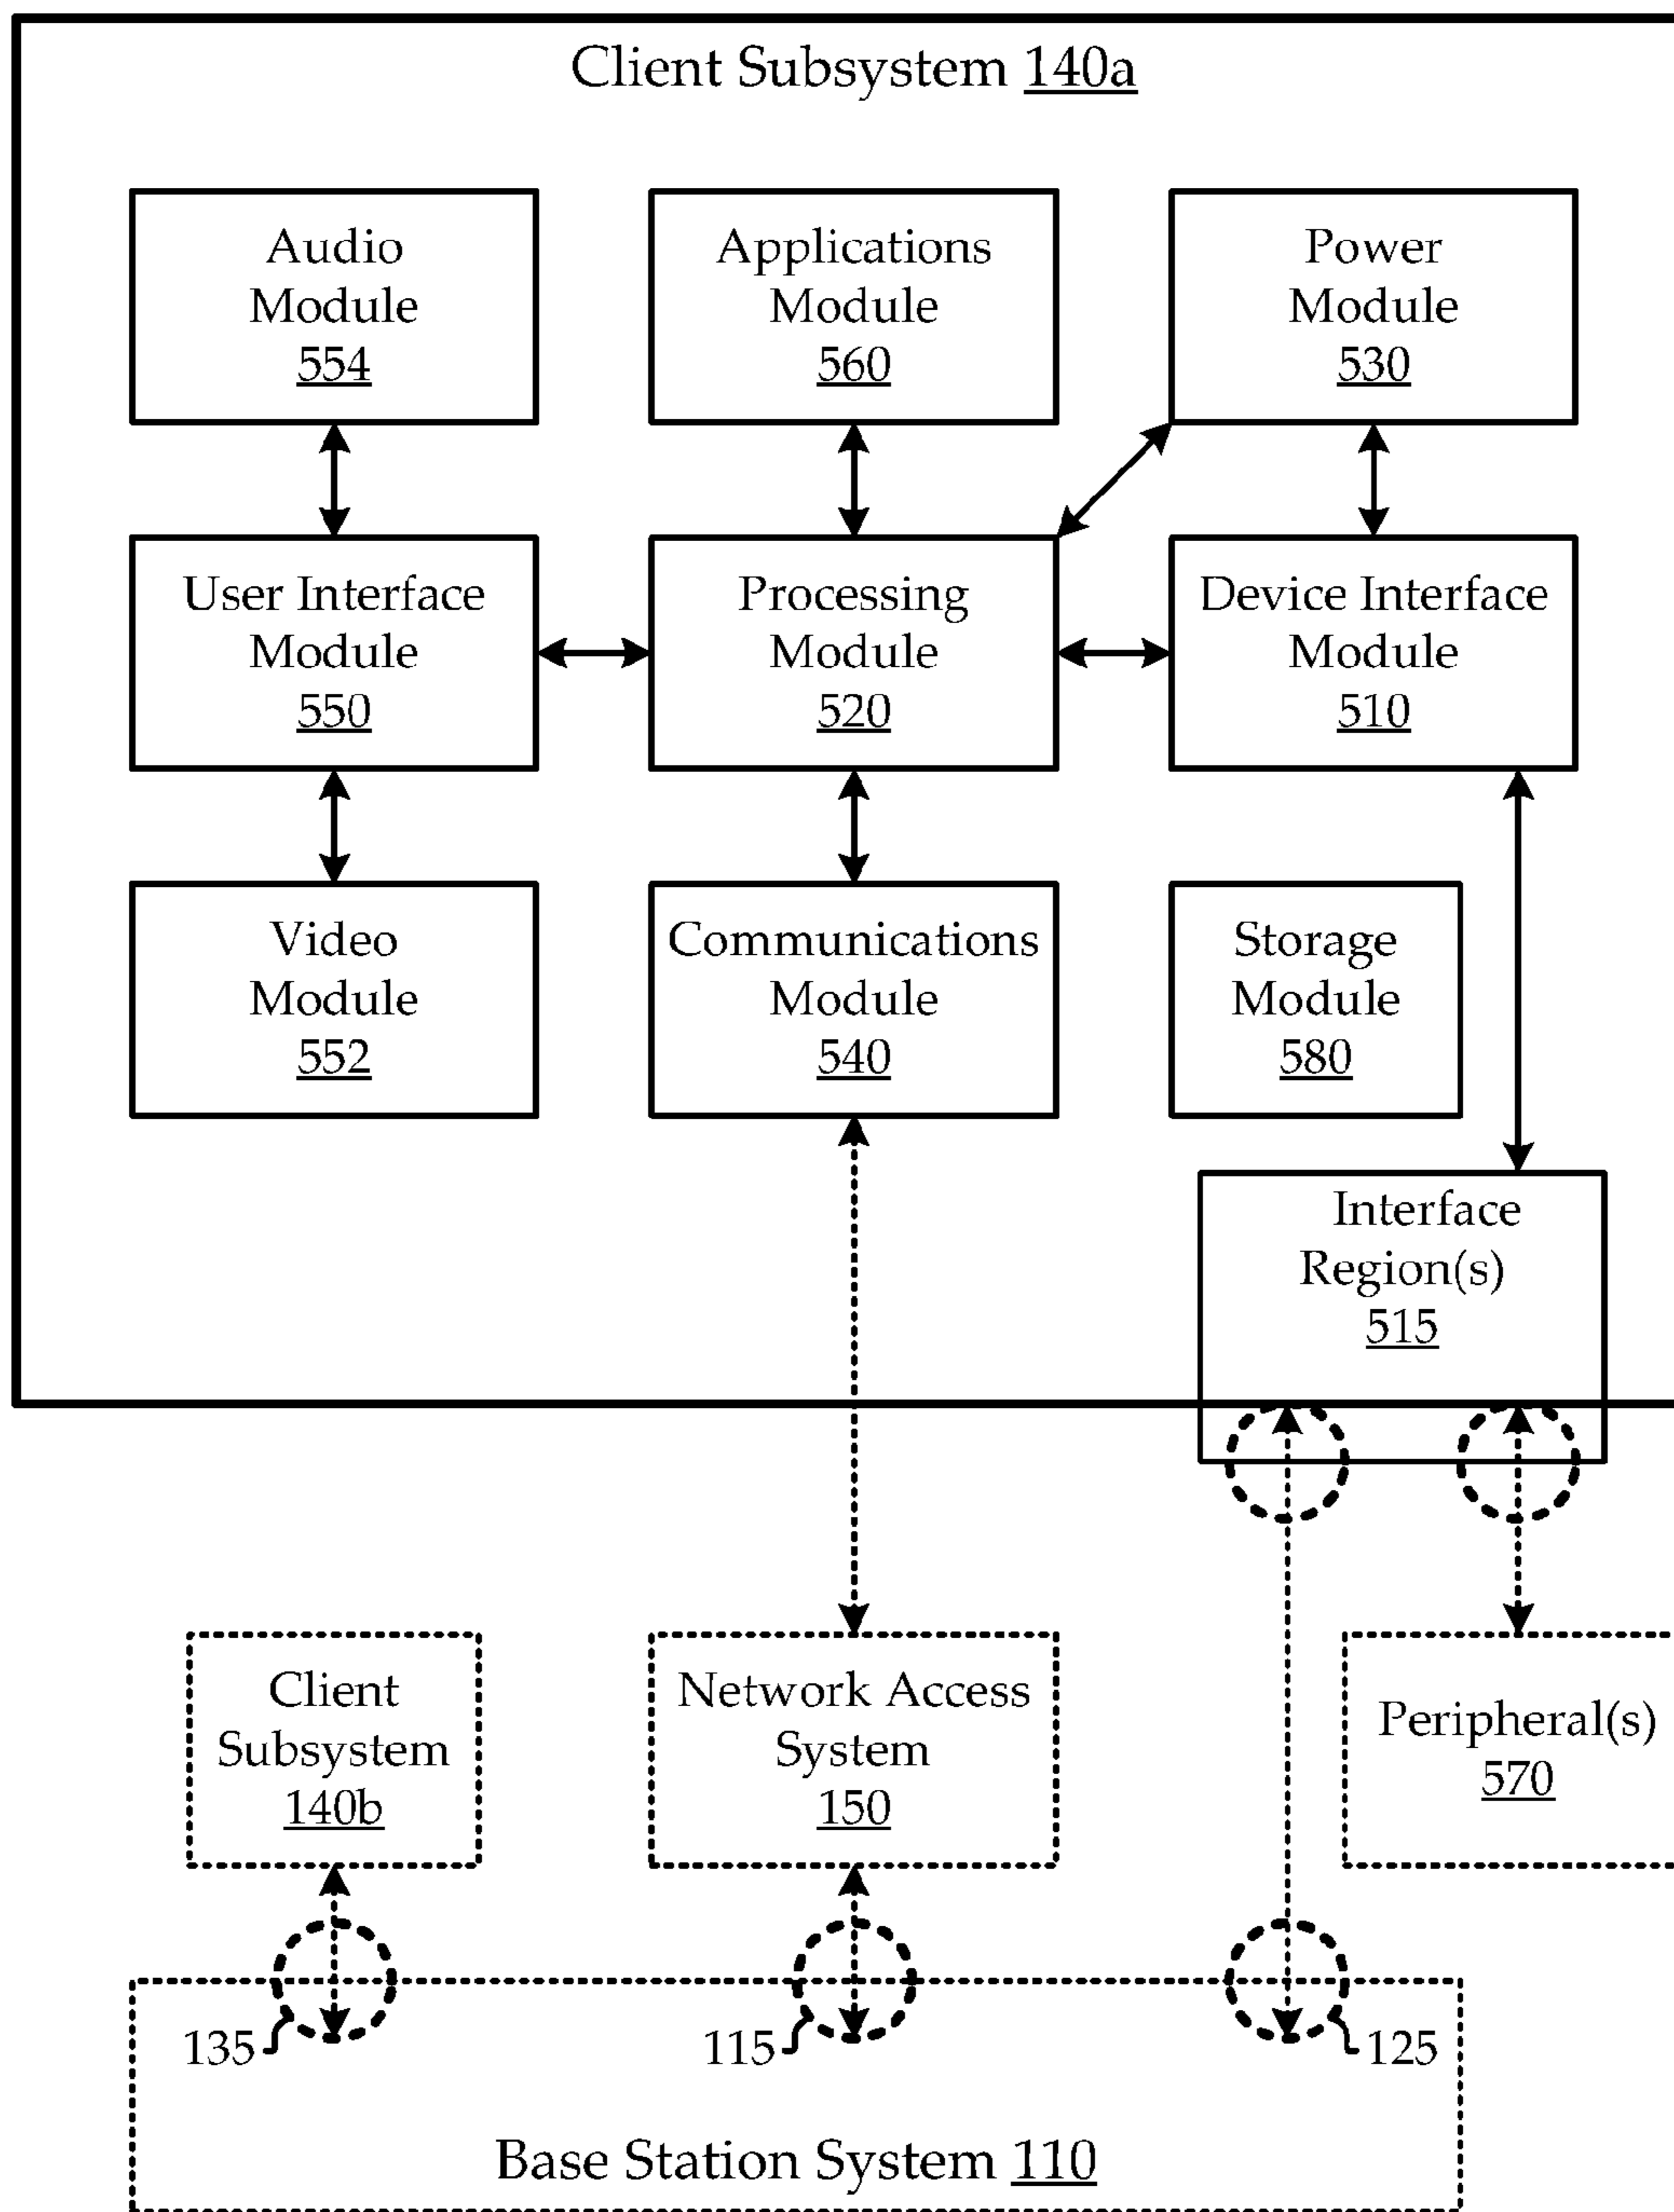 Client Subsystem 140a
Audio
Module
554
Applications
Module
560
Power
Module
530
User Interface
Module
550
Processing
Module
520
Device Interface
Module
510
Video
Module
552
Communications
Module
540
Storage
Module
580
Interface
Region(s)
515
Client
Subsystem
140b
Network Access
System
150
Peripheral(s)
570
135
115
125
Base Station System 110